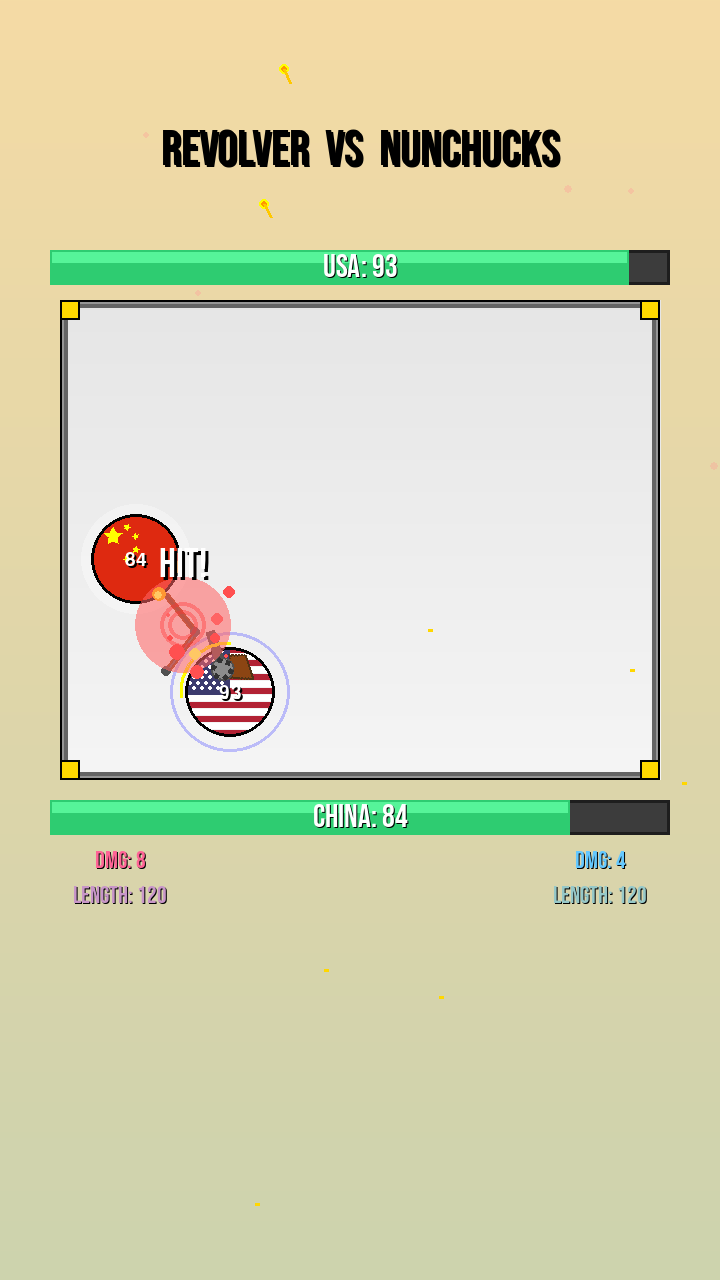 REVOLVER VS NUNCHUCKS
USA: 93
84
HIT!
93
CHINA: 84
DMG: 8
DMG: 4
LENGTH: 120
LENGTH: 120